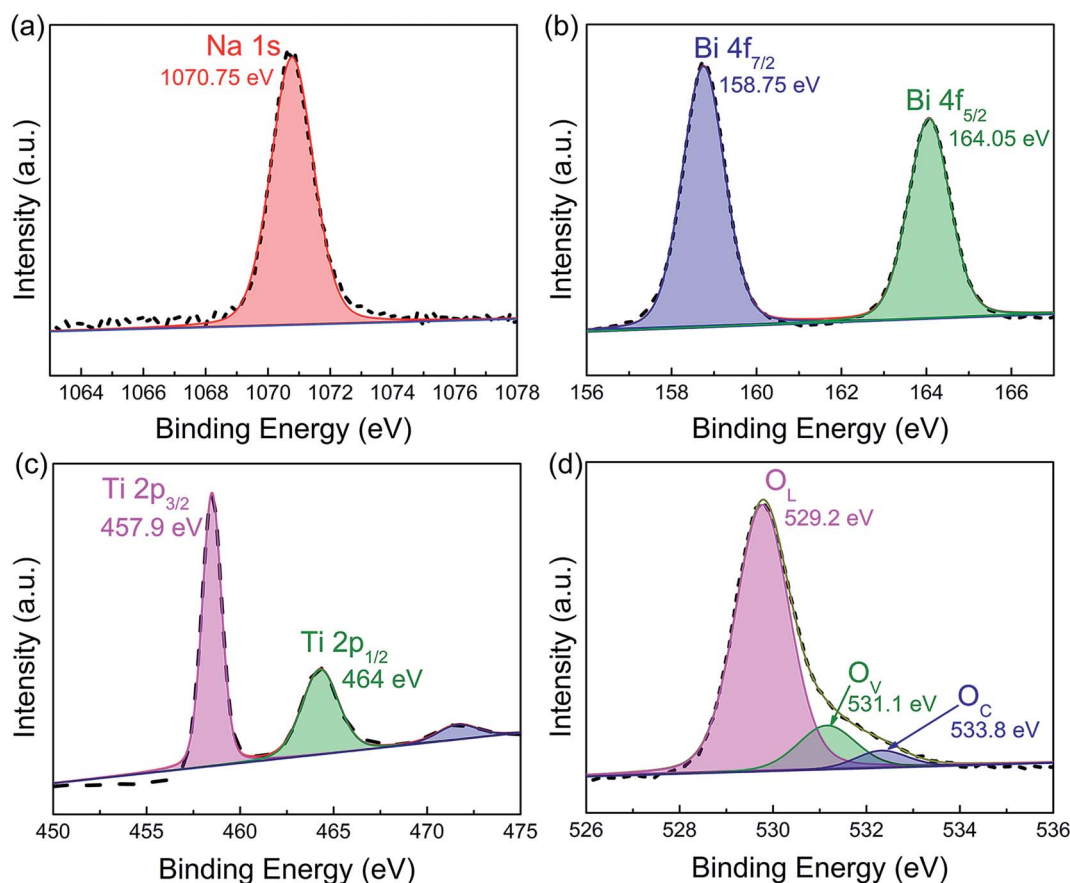 (a)
Na 1s
1070.75 eV
Intensity (a.u.)
1064 1066 1068 1070 1072 1074 1076 1078
Binding Energy (eV)
(b)
Bi 4f7/2
158.75 eV
Bi 4f5/2
164.05 eV
Intensity (a.u.)
156 158 160 162 164 166
Binding Energy (eV)
(c)
Ti 2p3/2
457.9 eV
Ti 2p1/2
464 eV
Intensity (a.u.)
450 455 460 465 470 475
Binding Energy (eV)
(d)
OL
529.2 eV
OV
531.1 eV
OC
533.8 eV
Intensity (a.u.)
526 528 530 532 534 536
Binding Energy (eV)